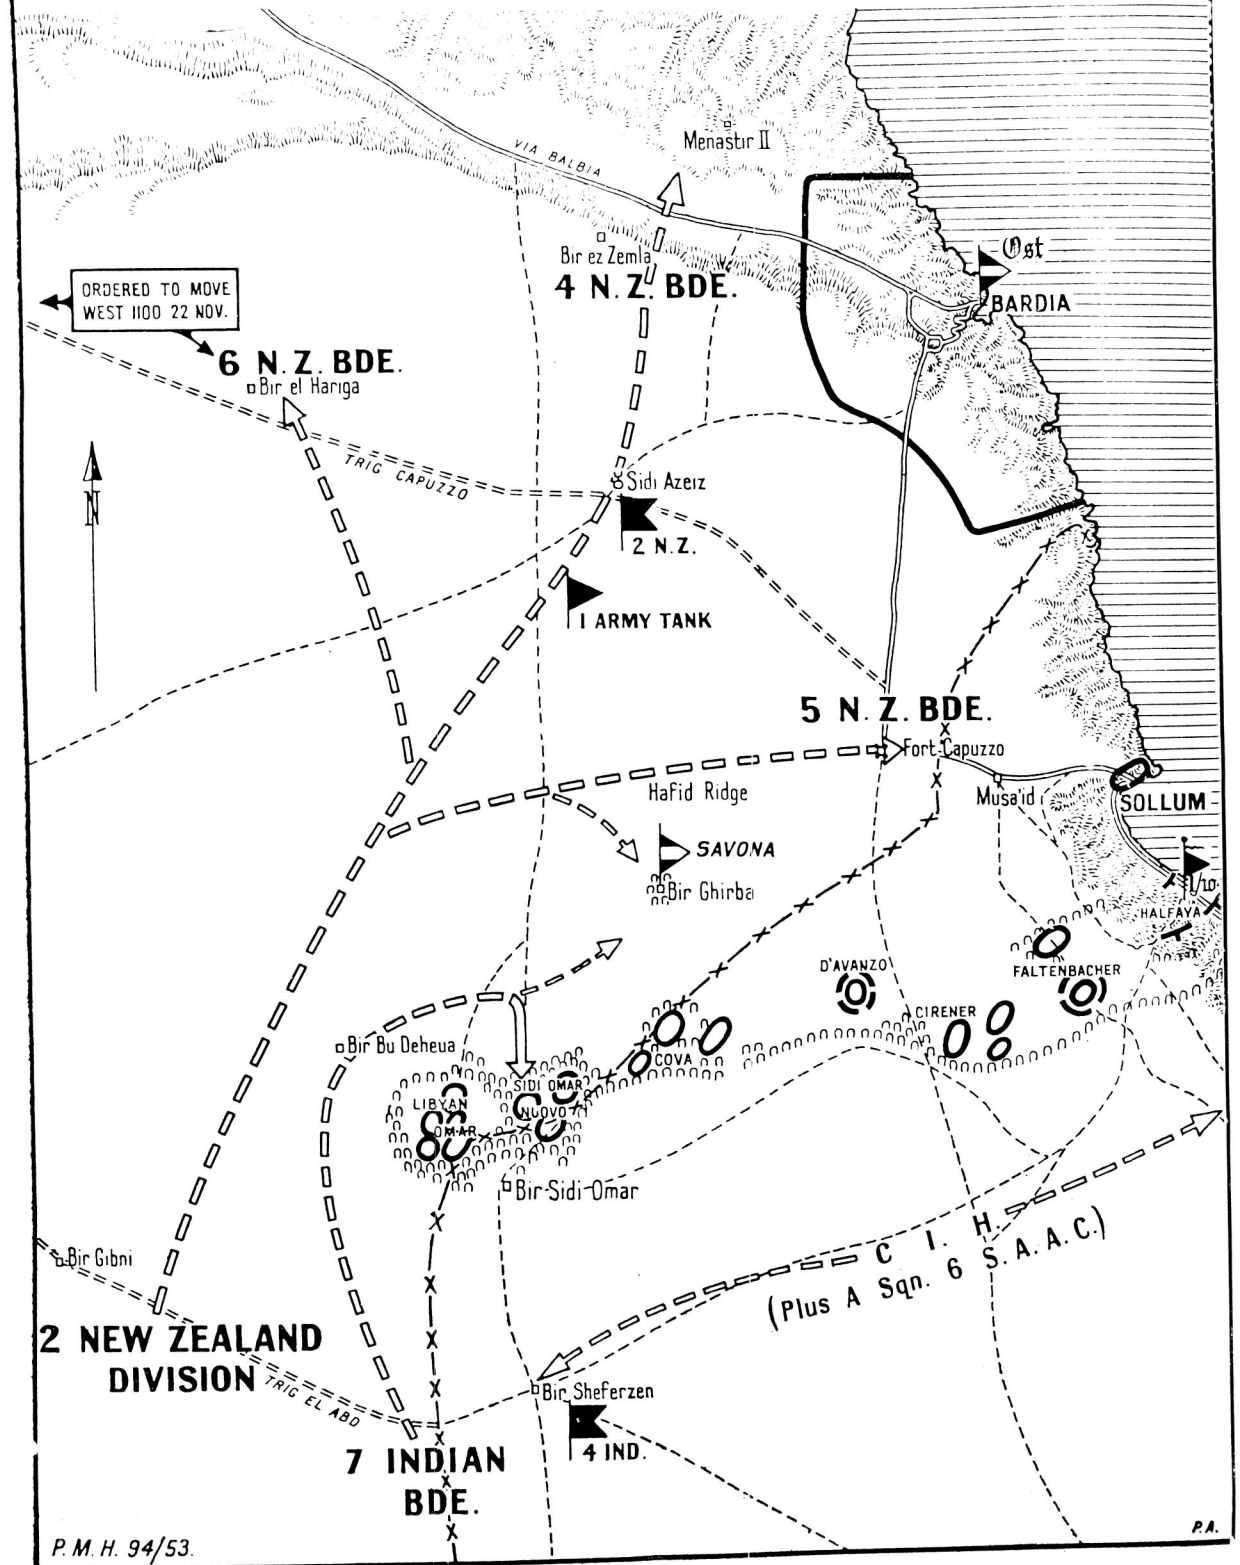 Menastir II
VIA BALBIA
Bir ez Zemla
4 N. Z. BDE.
Ost
BARDIA
ORDERED TO MOVE
WEST 1100 22 NOV.
6 N. Z. BDE.
Bir el Hariga
TRIG CAPUZZO
N
Sidi Azeiz
2 N.Z.
1 ARMY TANK
5 N. Z. BDE.
Fort Capuzzo
Hafid Ridge
Musa'id
SOLLUM
SAVONA
Bir Ghirba
HALFAYA
D'AVANZO
FALTENBACHER
CIRENER
Bir Bu Deheua
COVA
SIDI OMAR
NUOVO
LIBYAN
OMAR
Bir Sidi Omar
Bir Gibni
C. I. H.
(Plus A Sqn. 6 S. A. A. C.)
2 NEW ZEALAND
DIVISION
TRIG EL ABD
Bir Sheferzen
4 IND.
7 INDIAN
BDE.
P. M. H. 94/53.
P.A.